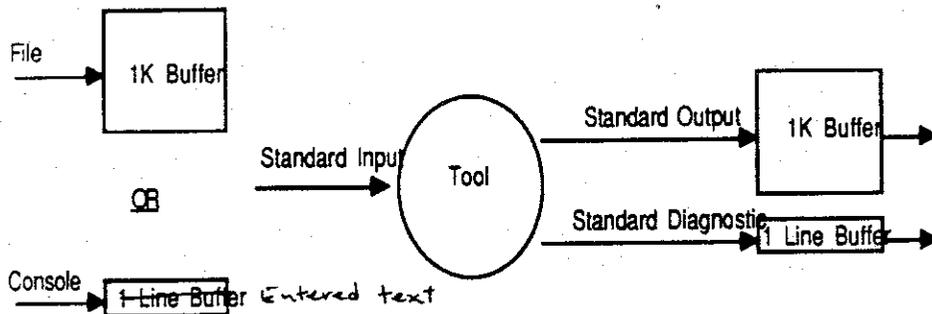 File
1K Buffer
OR
Standard Input
Tool
Standard Output
1K Buffer
Standard Diagnostic
1 Line Buffer
Console
1 Line Buffer Entered text